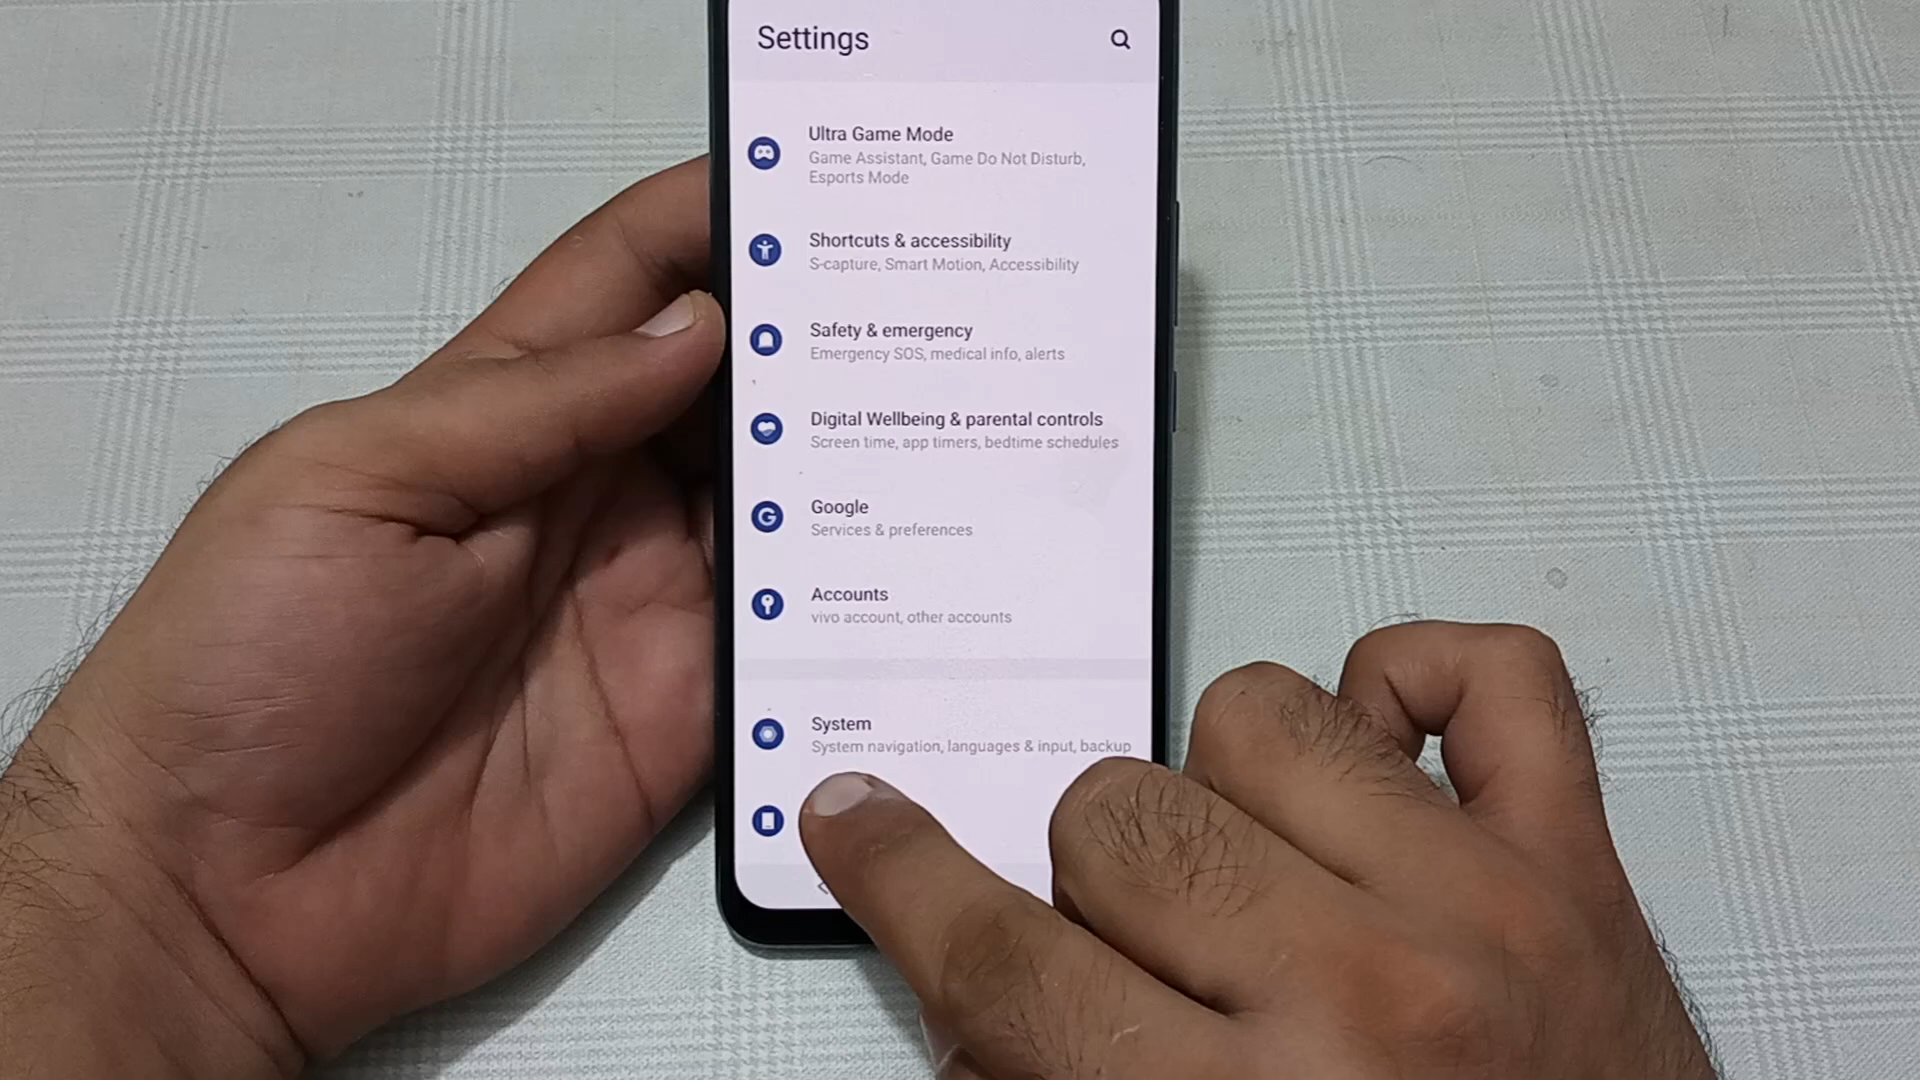 Settings
Ultra Game Mode
Game Assistant, Game Do Not Disturb,
Esports Mode
Shortcuts & accessibility
S-capture, Smart Motion, Accessibility
Safety & emergency
Emergency SOS, medical info, alerts
Digital Wellbeing & parental controls
Screen time, app timers, bedtime schedules
Google
Services & preferences
Accounts
vivo account, other accounts
System
System navigation, languages & input, backup